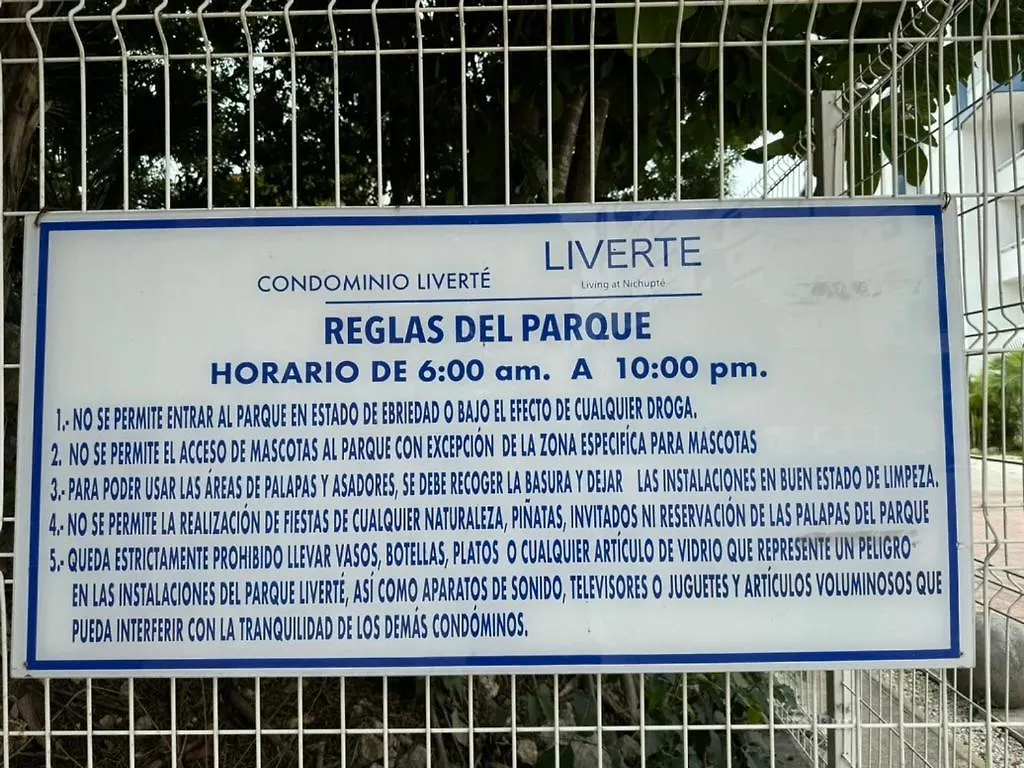 LIVERTE
CONDOMINIO LIVERTÉ
Living at Nichupté
REGLAS DEL PARQUE
HORARIO DE 6:00 am. A 10:00 pm.
1.- NO SE PERMITE ENTRAR AL PARQUE EN ESTADO DE EBRIEDAD O BAJO EL EFECTO DE CUALQUIER DROGA.
2. NO SE PERMITE EL ACCESO DE MASCOTAS AL PARQUE CON EXCEPCIÓN DE LA ZONA ESPECIFÍCA PARA MASCOTAS
3.- PARA PODER USAR LAS ÁREAS DE PALAPAS Y ASADORES, SE DEBE RECOGER LA BASURA Y DEJAR LAS INSTALACIONES EN BUEN ESTADO DE LIMPEZA.
4.- NO SE PERMITE LA REALIZACIÓN DE FIESTAS DE CUALQUIER NATURALEZA, PIÑATAS, INVITADOS NI RESERVACIÓN DE LAS PALAPAS DEL PARQUE
5.- QUEDA ESTRICTAMENTE PROHIBIDO LLEVAR VASOS, BOTELLAS, PLATOS O CUALQUIER ARTÍCULO DE VIDRIO QUE REPRESENTE UN PELIGRO
EN LAS INSTALACIONES DEL PARQUE LIVERTÉ, ASÍ COMO APARATOS DE SONIDO, TELEVISORES O JUGUETES Y ARTÍCULOS VOLUMINOSOS QUE
PUEDA INTERFERIR CON LA TRANQUILIDAD DE LOS DEMÁS CONDÓMINOS.